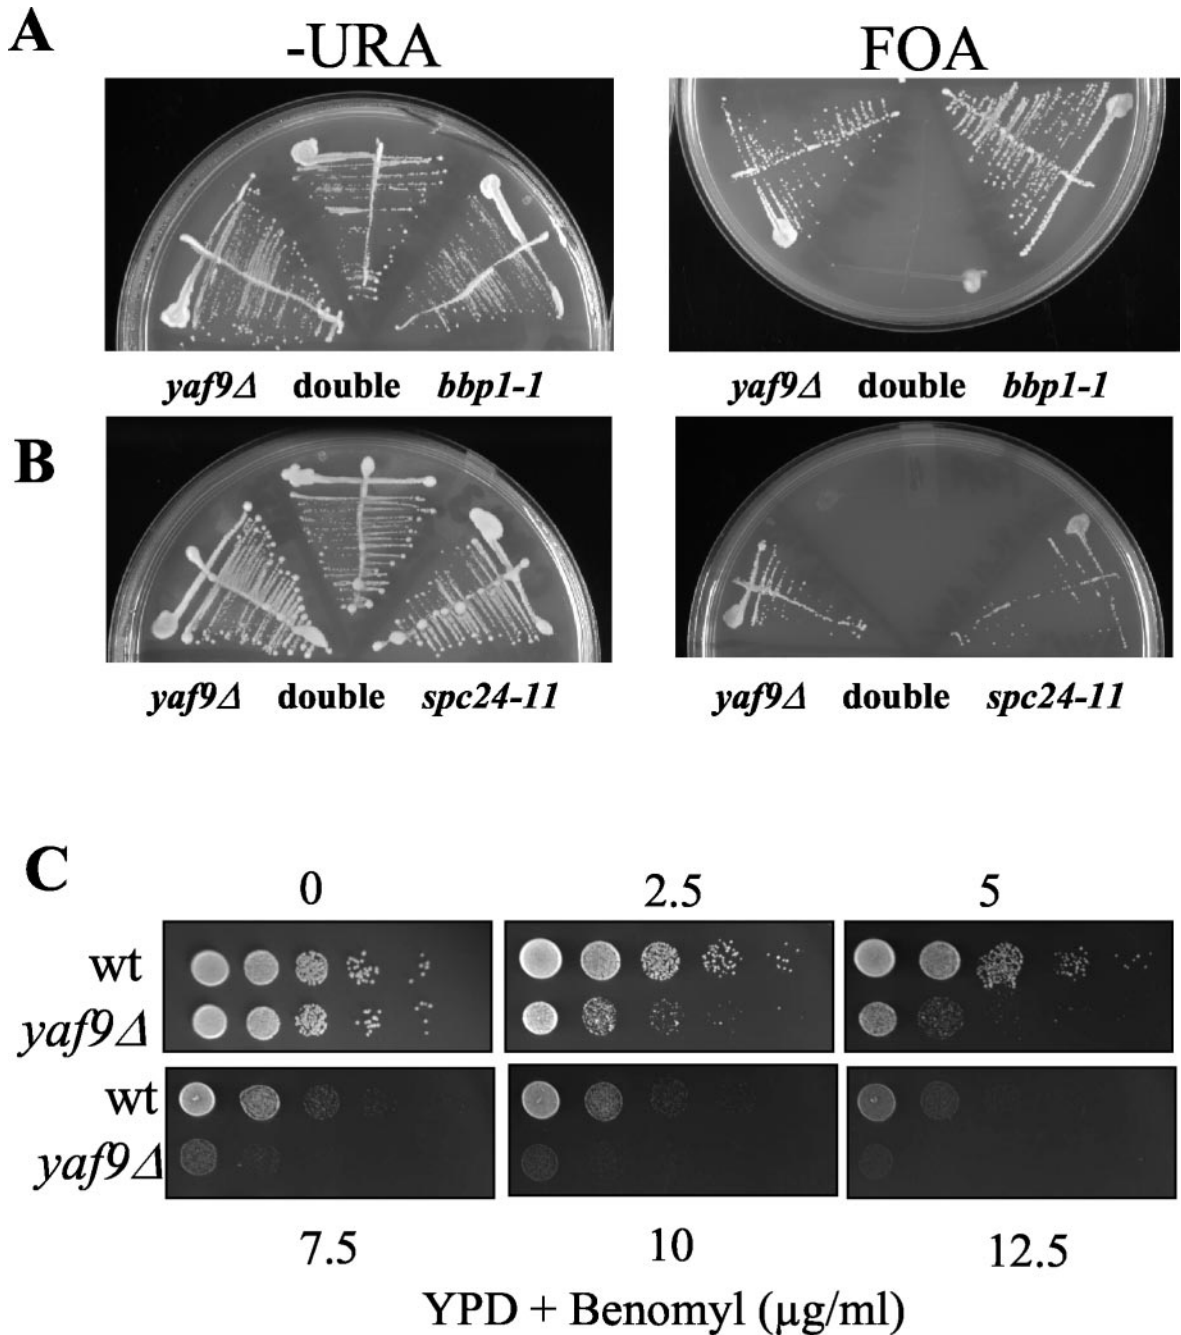 A
-URA FOA
yaf9Δ double bbp1-1 yaf9Δ double bbp1-1
B
yaf9Δ double spc24-11 yaf9Δ double spc24-11
C
0 2.5 5
wt
yaf9Δ
wt
yaf9Δ
7.5 10 12.5
YPD + Benomyl (µg/ml)